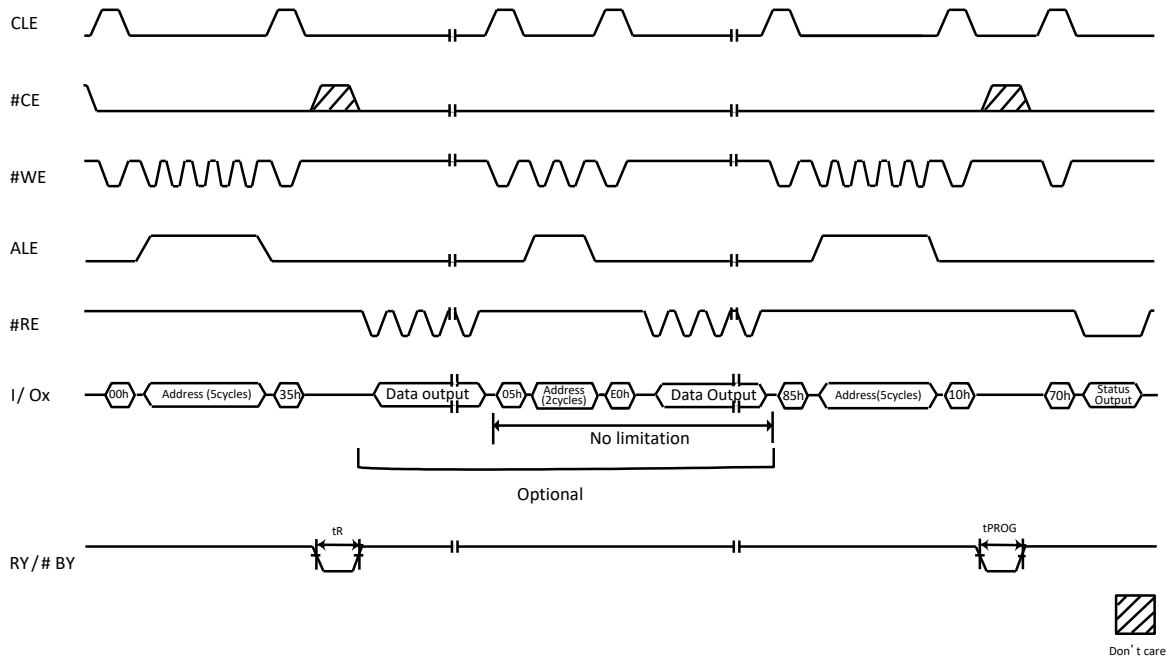 CLE
#CE
#WE
ALE
#RE
I/Ox 00h Address (5cycles) 35h Data output 05h Address (2cycles) E0h Data Output 85h Address(5cycles) 10h 70h Status Output
No limitation
Optional
tR tPROG
RY/# BY
Don't care